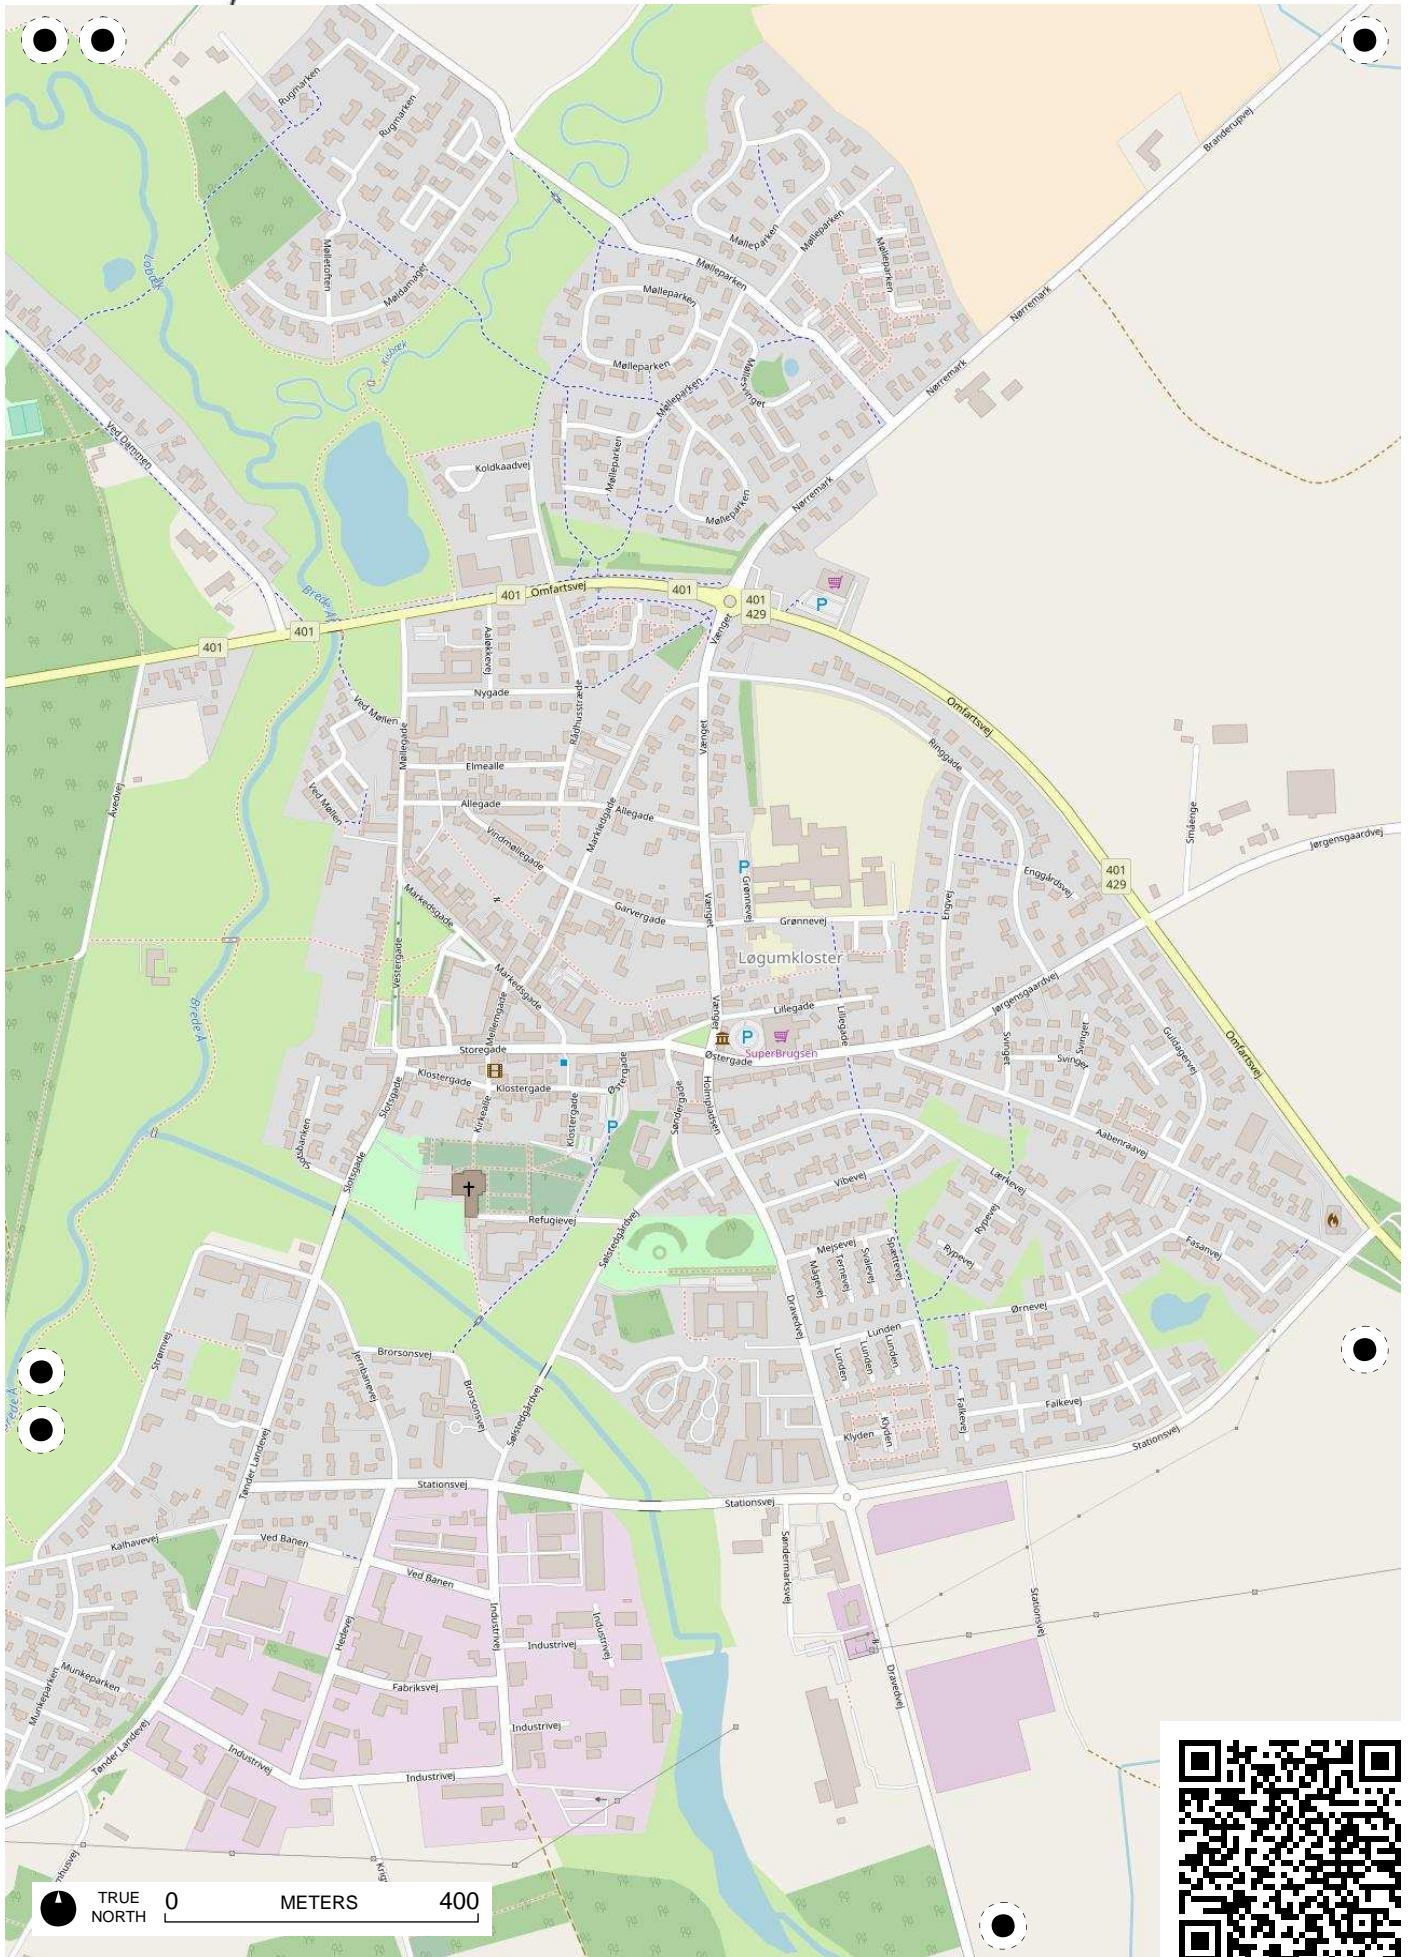 Rugmarken
Rugmarken
Branderupvej
Mølletoften
Møldamager
Lobæk
Kisbæk
Mølleparken
Mølleparken
Mølleparken
Mølleparken
Mølleparken
Mølleparken
Mølleparken
Møllesvinget
Nørremark
Nørremark
Ved Dammen
Koldkaadvej
Mølleparken
Mølleparken
Nørremark
Brede Å
401
401
401
Omfartsvej
401
401
429
P
Vænget
Aaløkkevej
Nygade
Rådhusstræde
Ved Møllen
Møllegade
Vænget
Omfartsvej
Ringgade
Elmealle
Allegade
Allegade
Ved Møllen
Åvedvej
Vindmøllegade
Markledgade
P
Grønnevej
Smaenge
Jørgensgaardvej
401
429
Enggårdsvej
Engvej
Markedsgade
Garvergade
Vænget
Grønnevej
Løgumkloster
Vestergade
Markedsgade
Mellemgade
Brede Å
Vænget
Lillegade
Lillegade
P
SuperBrugsen
Jørgensgaardvej
Storegade
Østergade
Østergade
Svinget
Svinget
Svinget
Guldagervej
Omfartsvej
Klostergade
Klostergade
Klostergade
Kirkealle
Slotsgade
Slotsgade
Slotsbanken
P
Søndergade
Holmpladsen
Aabenraavej
Vibevej
Lærkevej
Refugievej
Sølstedgårdvej
Mejsevej
Mågevej
Ternevej
Svalevej
Spættevej
Rypevej
Rypevej
Fasanvej
Ørnevej
Dravedvej
Lunden
Lunden
Lunden
Lunden
Strømvej
Jernbanevej
Brorsonsvej
Brorsonsvej
Brede Å
Sølstedgårdvej
Falkevej
Falkevej
Klyden
Klyden
Tønder Landevej
Stationsvej
Stationsvej
Stationsvej
Kalhavevej
Ved Banen
Ved Banen
Søndermarksvej
Stationsvej
Hedevej
Industrivej
Industrivej
Industrivej
Munkeparken
Munkeparken
Fabriksvej
Dravedvej
Industrivej
Tønder Landevej
Industrivej
Industrivej
TRUE
NORTH
0 METERS 400